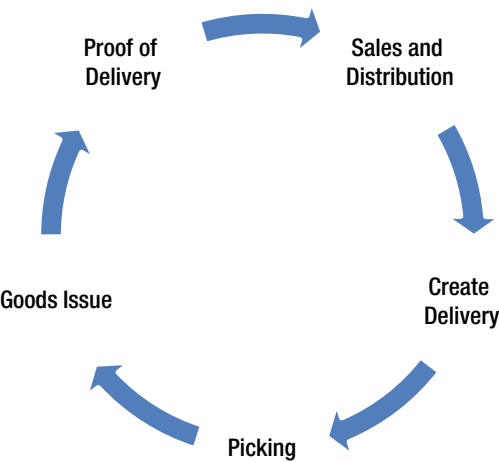 Proof of
Delivery
Sales and
Distribution
Create
Delivery
Picking
Goods Issue